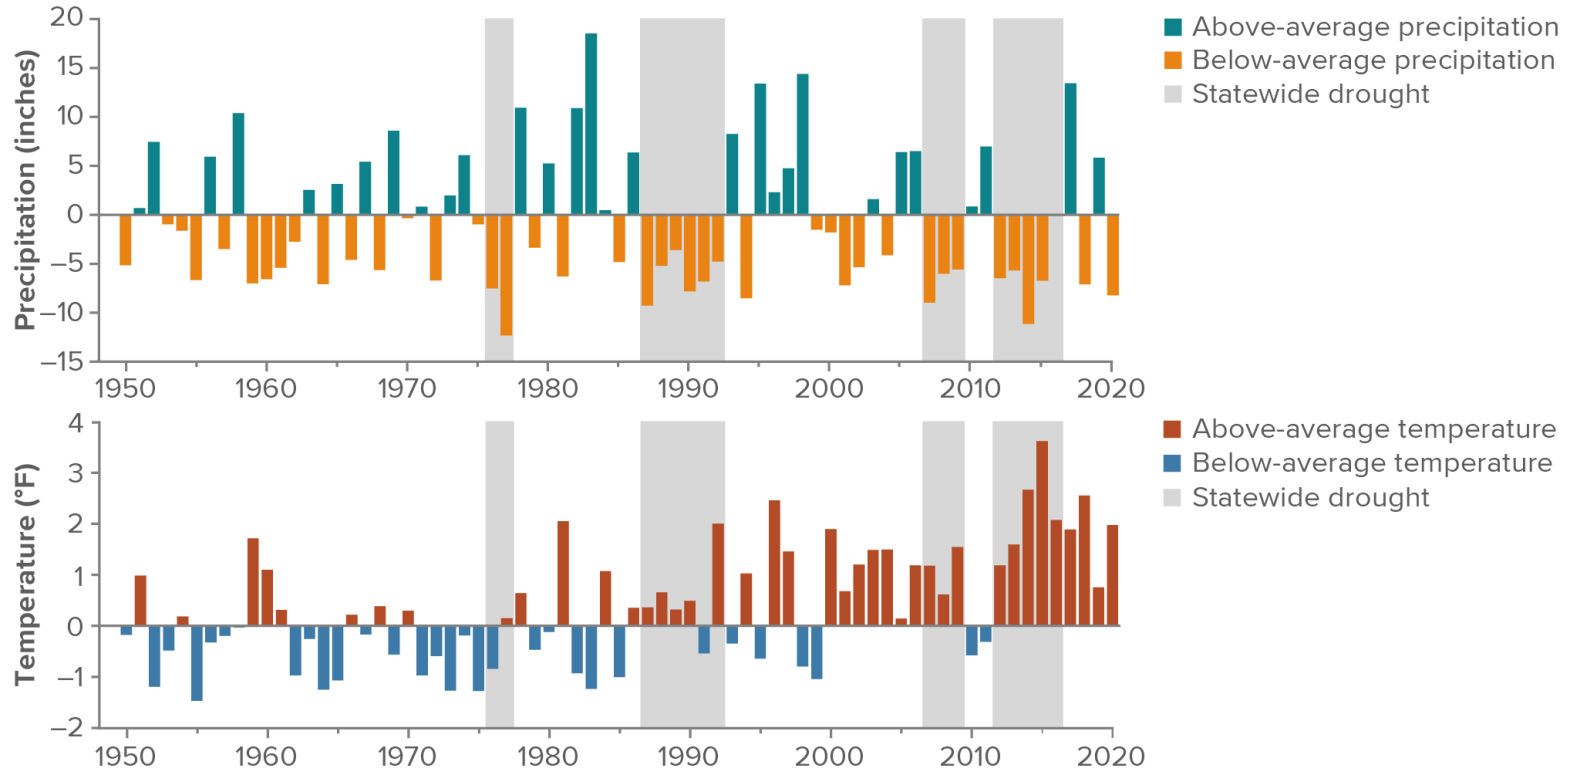 Precipitation (inches)
20
15
10
5
0
−5
−10
−15
1950 1960 1970 1980 1990 2000 2010 2020
Above-average precipitation
Below-average precipitation
Statewide drought
Temperature (°F)
4
3
2
1
0
−1
−2
1950 1960 1970 1980 1990 2000 2010 2020
Above-average temperature
Below-average temperature
Statewide drought